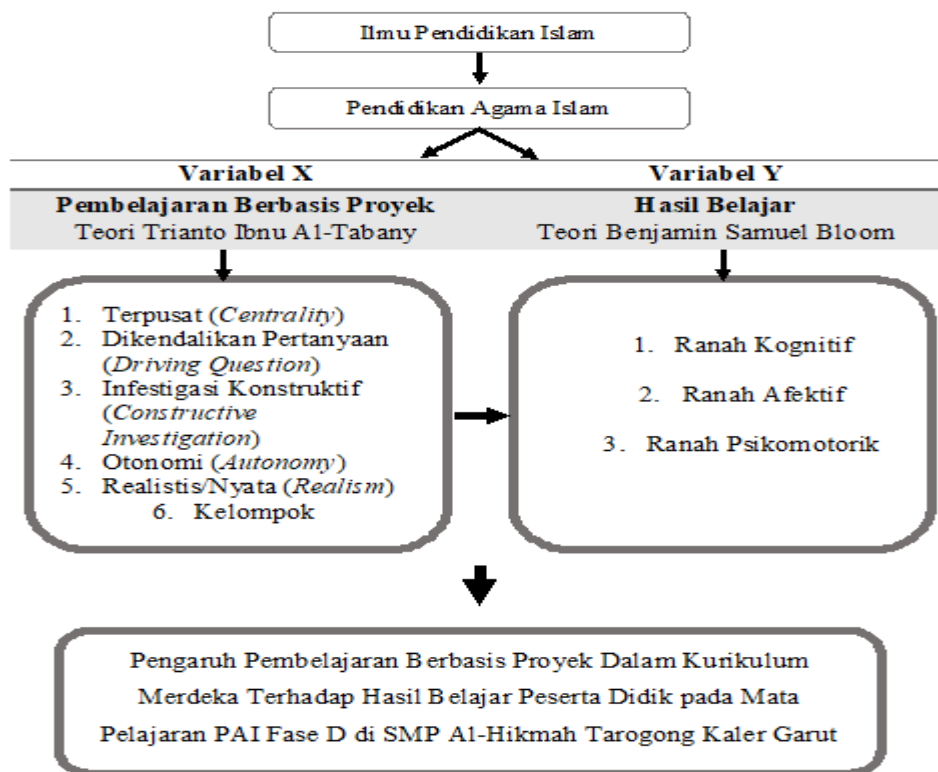 Ilmu Pendidikan Islam
Pendidikan Agama Islam
Variabel X
Pembelajaran Berbasis Proyek
Teori Trianto Ibnu Al-Tabany
1. Terpusat (Centrality)
2. Dikendalikan Pertanyaan
(Driving Question)
3. Infestigasi Konstruktif
(Constructive
Investigation)
4. Otonomi (Autonomy)
5. Realistis/Nyata (Realism)
6. Kelompok
Variabel Y
Hasil Belajar
Teori Benjamin Samuel Bloom
1. Ranah Kognitif
2. Ranah Afektif
3. Ranah Psikomotorik
Pengaruh Pembelajaran Berbasis Proyek Dalam Kurikulum
Merdeka Terhadap Hasil Belajar Peserta Didik pada Mata
Pelajaran PAI Fase D di SMP Al-Hikmah Tarogong Kaler Garut